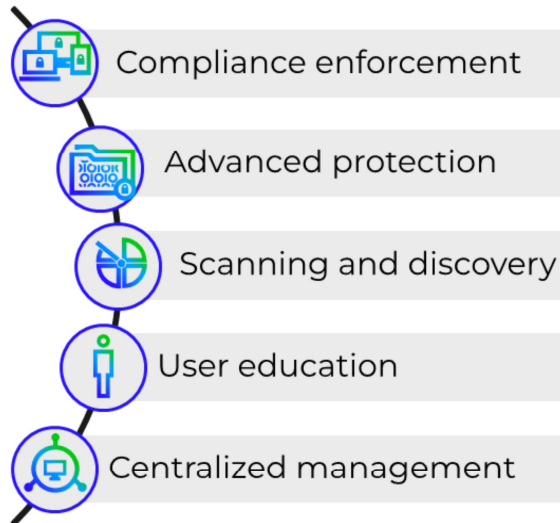 Compliance enforcement
Advanced protection
Scanning and discovery
User education
Centralized management